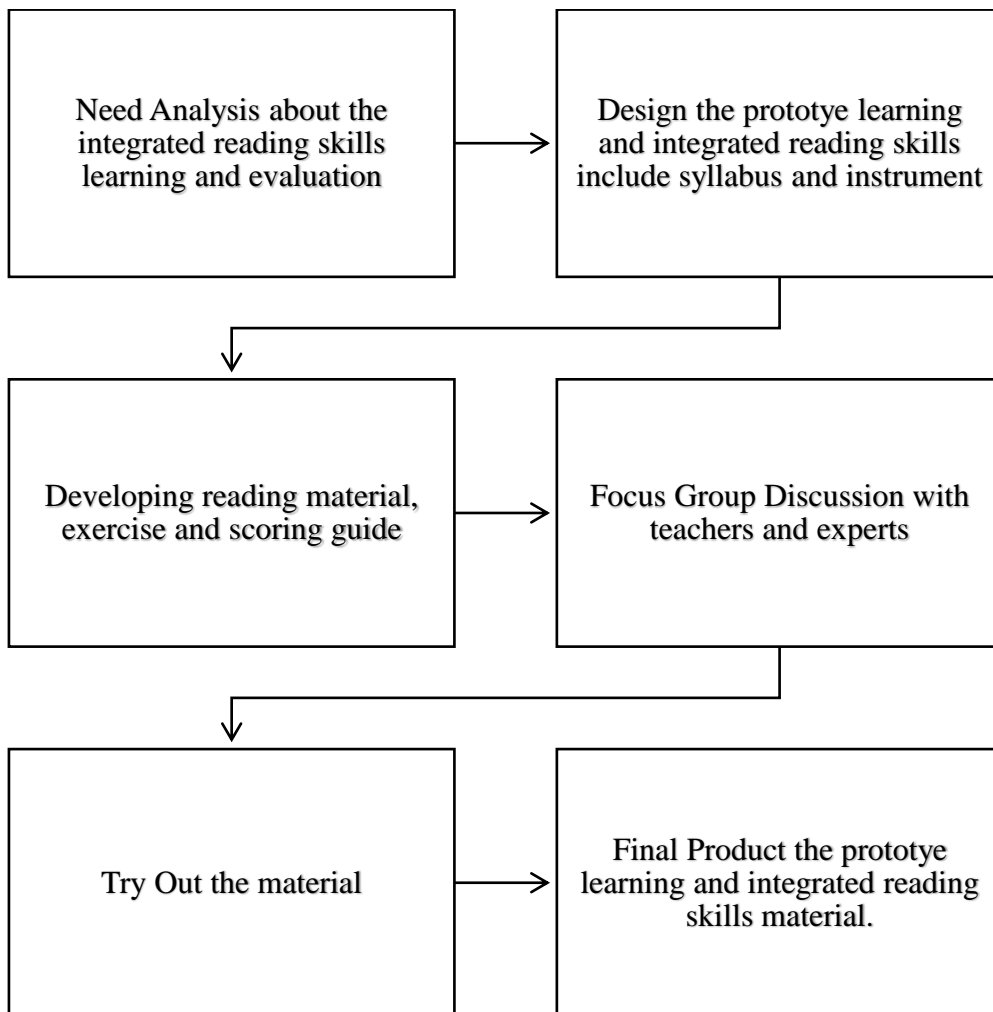 Need Analysis about the
integrated reading skills
learning and evaluation
Design the prototye learning
and integrated reading skills
include syllabus and instrument
Developing reading material,
exercise and scoring guide
Focus Group Discussion with
teachers and experts
Try Out the material
Final Product the prototye
learning and integrated reading
skills material.